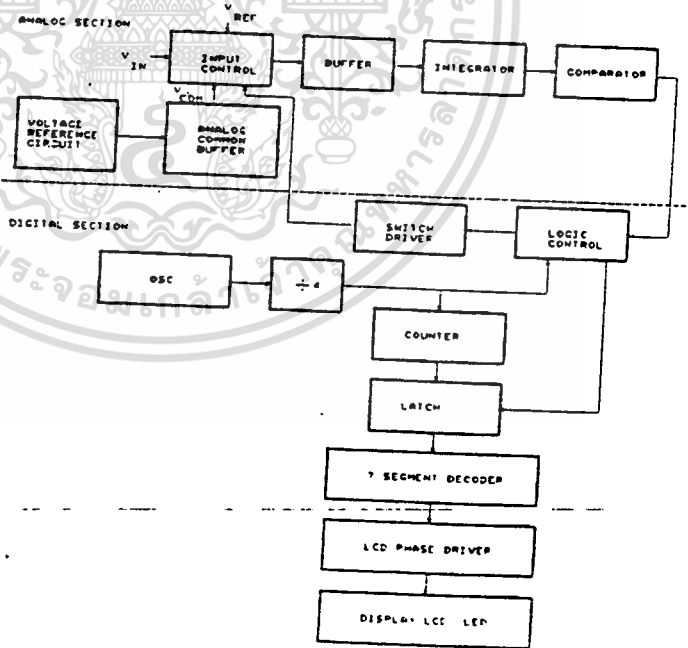 ANALOG SECTION
V REF
V IN
INPUT CONTROL
BUFFER
INTEGRATOR
COMPARATOR
V COM
VOLTAGE REFERENCE CIRCUIT
ANALOG COMMON BUFFER
DIGITAL SECTION
SWITCH DRIVER
LOGIC CONTROL
OSC
÷ 4
COUNTER
LATCH
7 SEGMENT DECODER
LCD PHASE DRIVER
DISPLAY LCD LED